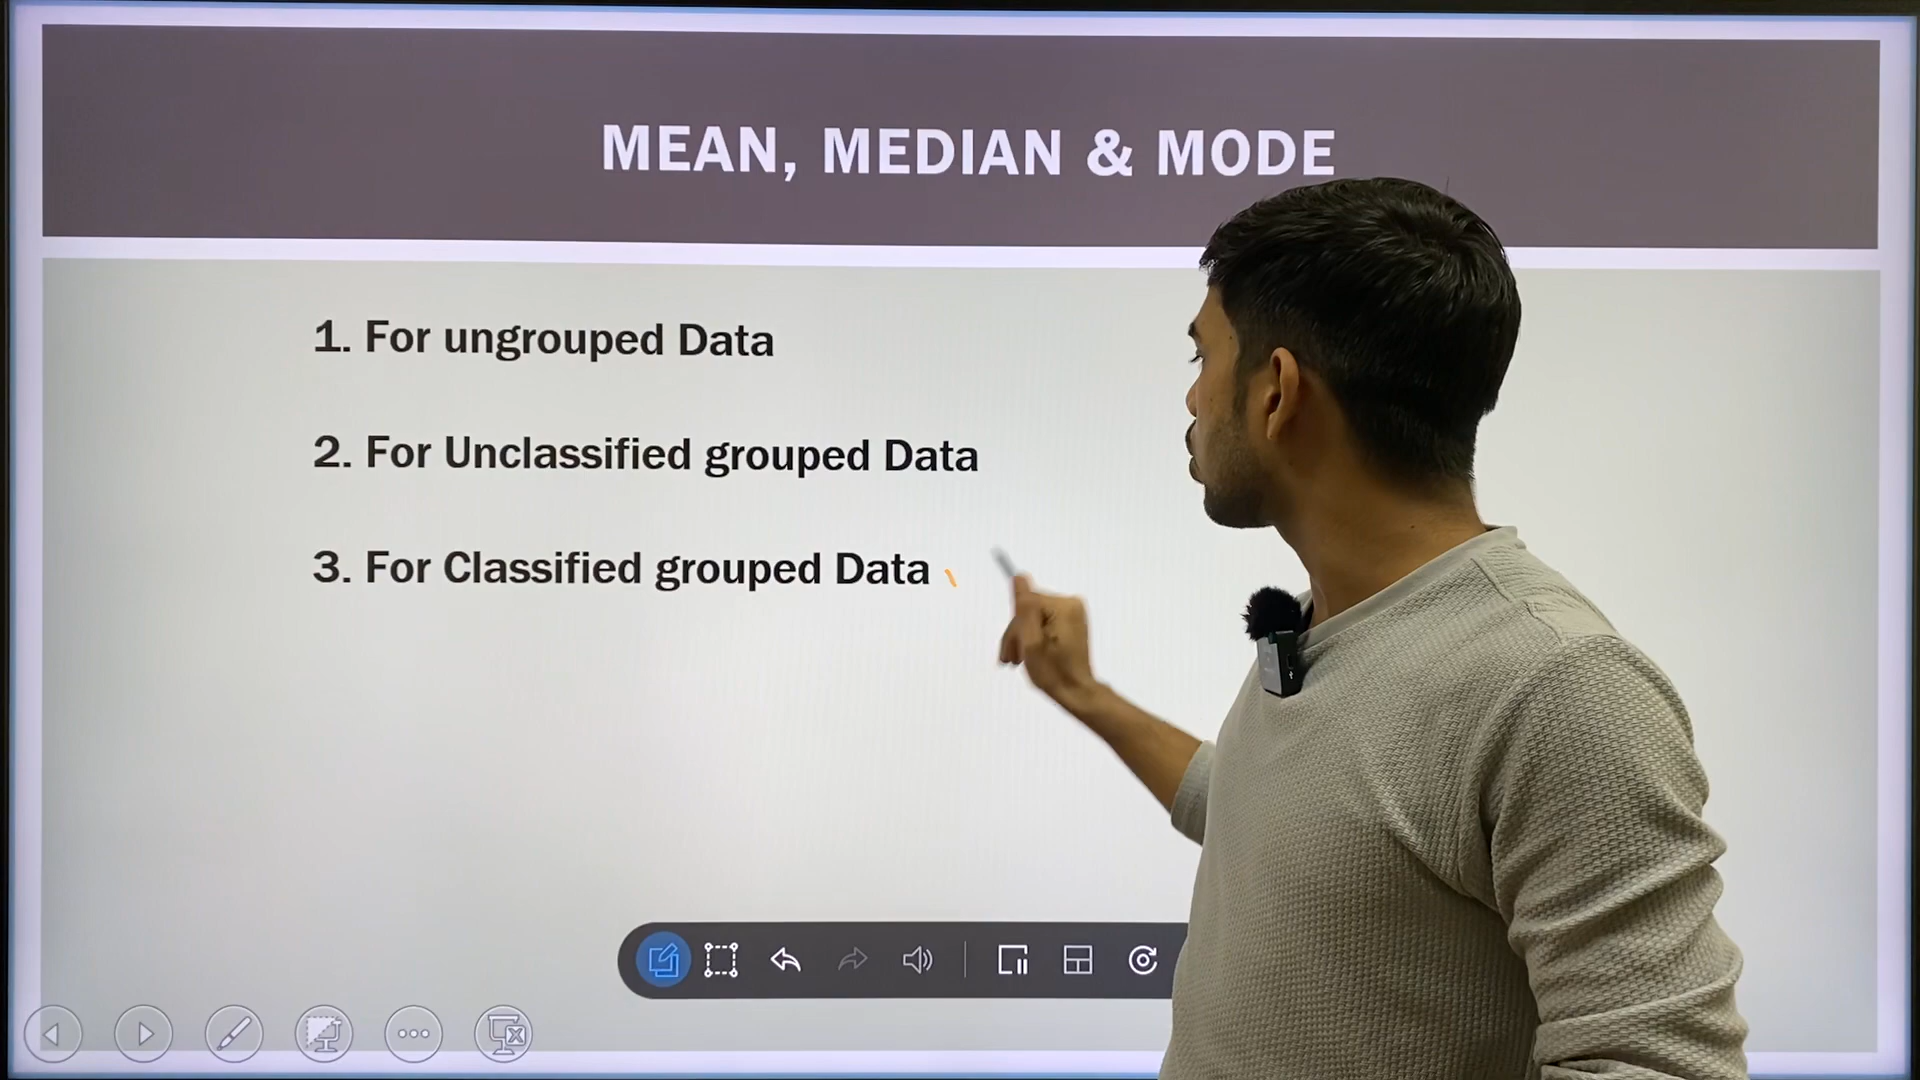 MEAN, MEDIAN & MODE
1. For ungrouped Data
2. For Unclassified grouped Data
3. For Classified grouped Data